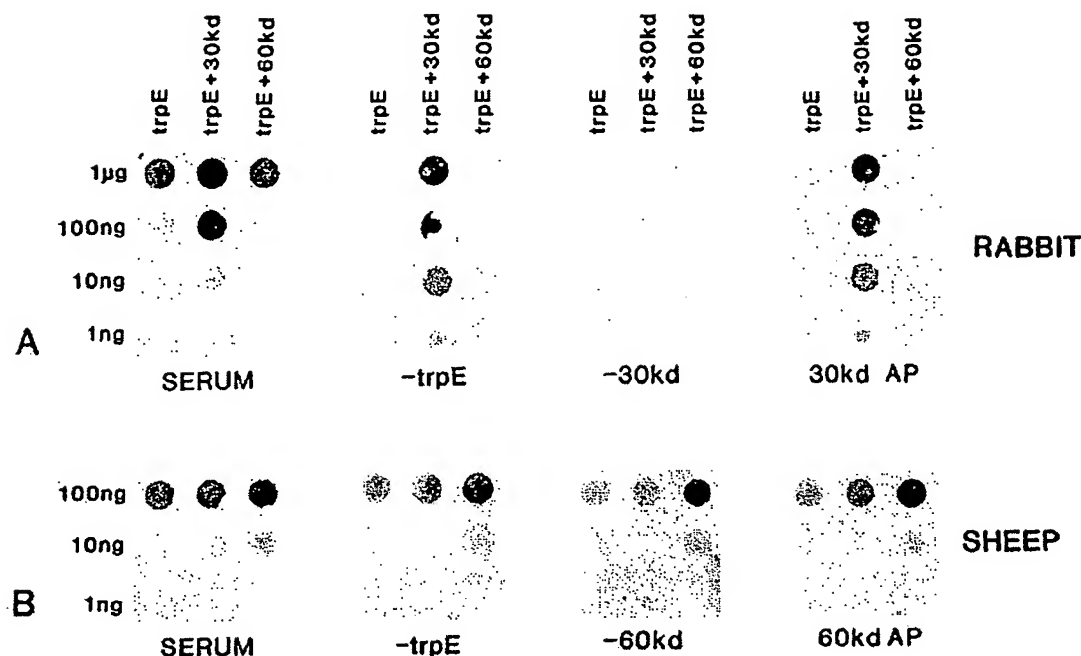 trpE trpE+30kd trpE+60kd trpE trpE+30kd trpE+60kd trpE trpE+30kd trpE+60kd trpE trpE+30kd trpE+60kd
1µg
100ng
RABBIT
10ng
1ng
A
SERUM -trpE -30kd 30kd AP
100ng
10ng
SHEEP
1ng
B
SERUM -trpE -60kd 60kd AP